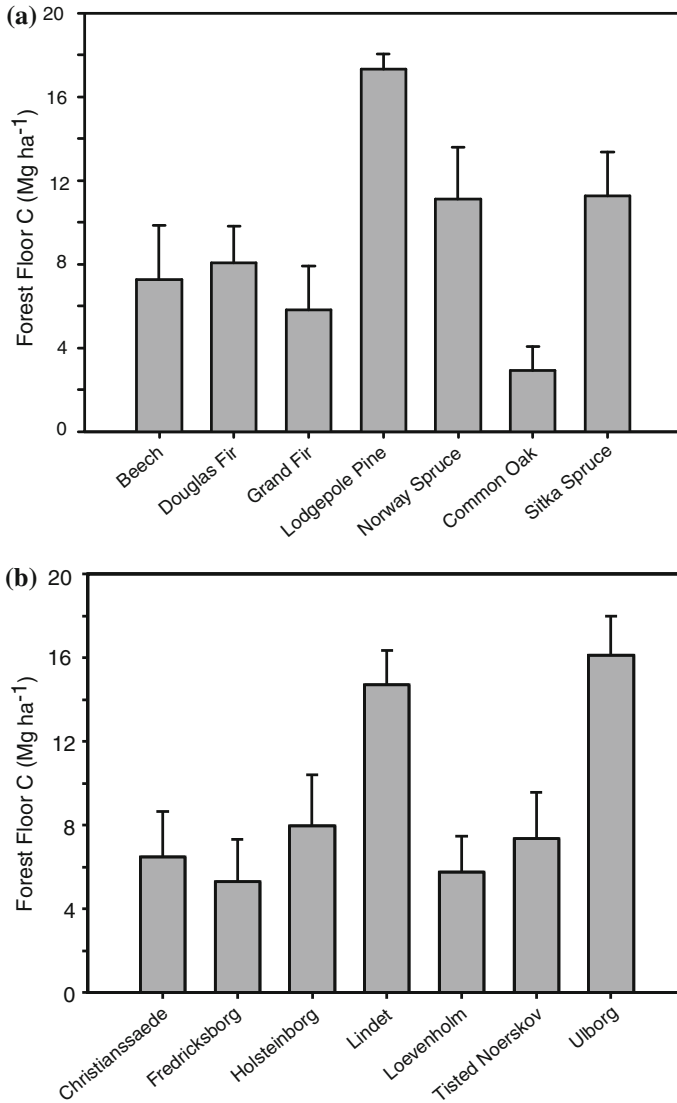 (a)
Forest Floor C (Mg ha⁻¹)
20
16
12
8
4
0
Beech
Douglas Fir
Grand Fir
Lodgepole Pine
Norway Spruce
Common Oak
Sitka Spruce
(b)
Forest Floor C (Mg ha⁻¹)
20
16
12
8
4
0
Christianssaede
Fredricksborg
Holsteinborg
Lindet
Loevenholm
Tisted Noerskov
Ulborg